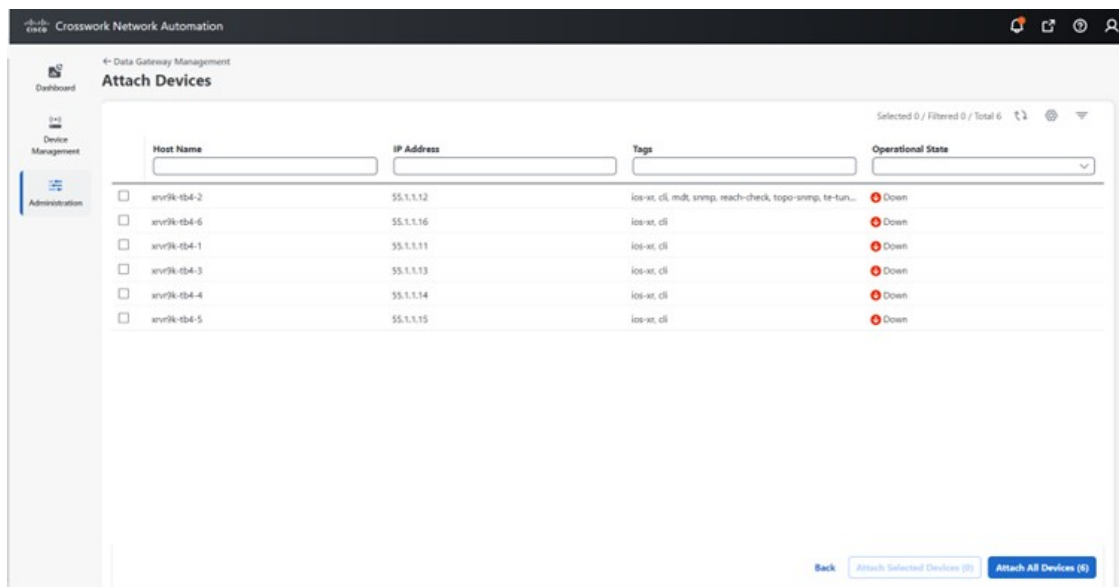 CISCO Crosswork Network Automation
← Data Gateway Management
Attach Devices
Dashboard
Device Management
Administration
Selected 0 / Filtered 0 / Total 6
Host Name IP Address Tags Operational State
xrvr9k-tb4-2 55.1.1.12 ios-xr, cli, mdt, snmp, reach-check, topo-snmp, te-tun... Down
xrvr9k-tb4-6 55.1.1.16 ios-xr, cli Down
xrvr9k-tb4-1 55.1.1.11 ios-xr, cli Down
xrvr9k-tb4-3 55.1.1.13 ios-xr, cli Down
xrvr9k-tb4-4 55.1.1.14 ios-xr, cli Down
xrvr9k-tb4-5 55.1.1.15 ios-xr, cli Down
Back Attach Selected Devices (0) Attach All Devices (6)